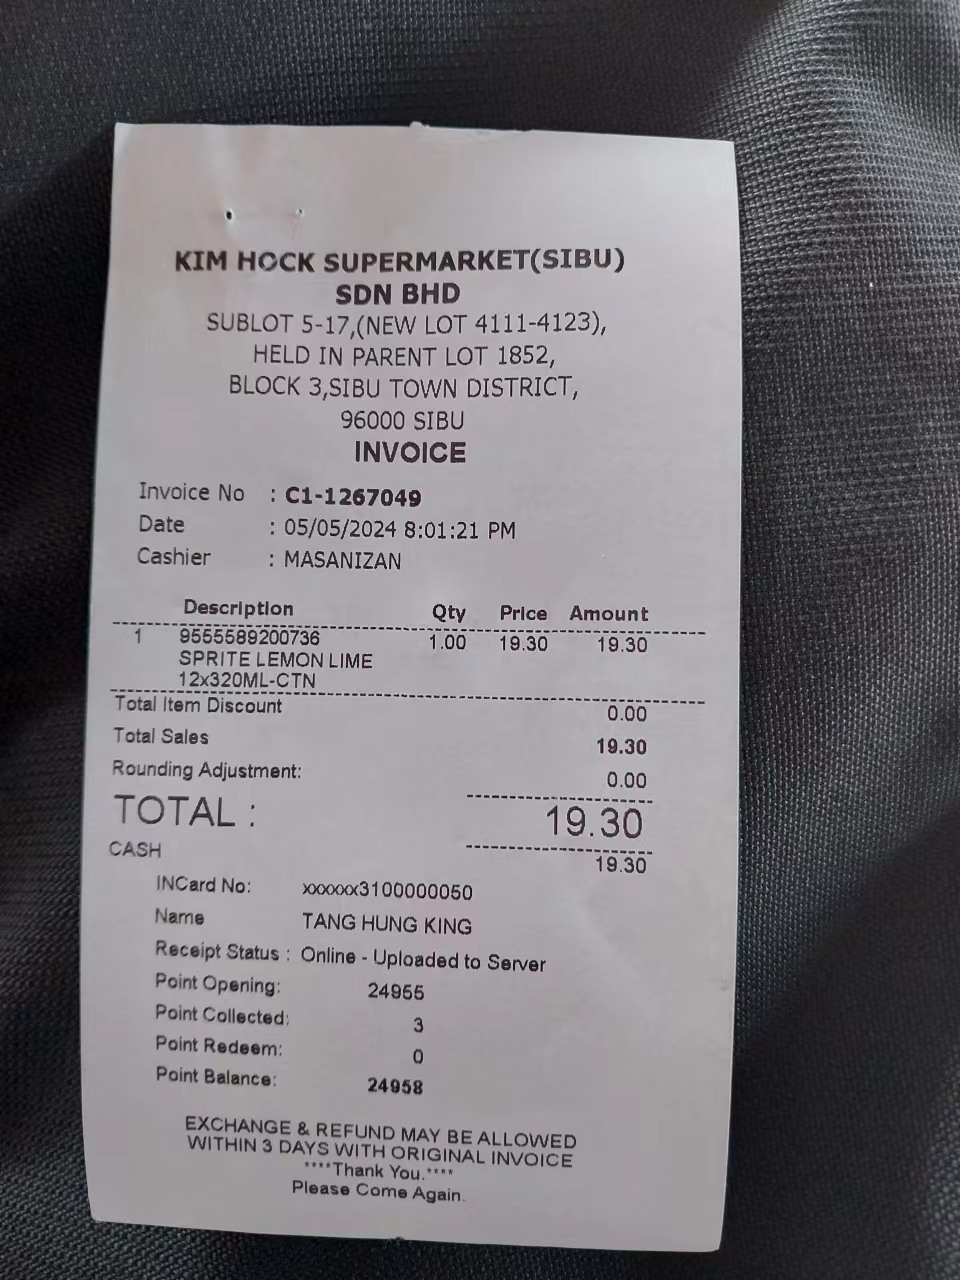 KIM HOCK SUPERMARKET(SIBU)
SDN BHD
SUBLOT 5-17,(NEW LOT 4111-4123),
HELD IN PARENT LOT 1852,
BLOCK 3,SIBU TOWN DISTRICT,
96000 SIBU
INVOICE
Invoice No : C1-1267049
Date : 05/05/2024 8:01:21 PM
Cashier : MASANIZAN
Description Qty Price Amount
1 9555589200736 1.00 19.30 19.30
SPRITE LEMON LIME
12x320ML-CTN
Total Item Discount 0.00
Total Sales 19.30
Rounding Adjustment: 0.00
TOTAL : 19.30
CASH 19.30
INCard No: xxxxxx3100000050
Name TANG HUNG KING
Receipt Status : Online - Uploaded to Server
Point Opening: 24955
Point Collected: 3
Point Redeem: 0
Point Balance: 24958
EXCHANGE & REFUND MAY BE ALLOWED
WITHIN 3 DAYS WITH ORIGINAL INVOICE
****Thank You.****
Please Come Again.